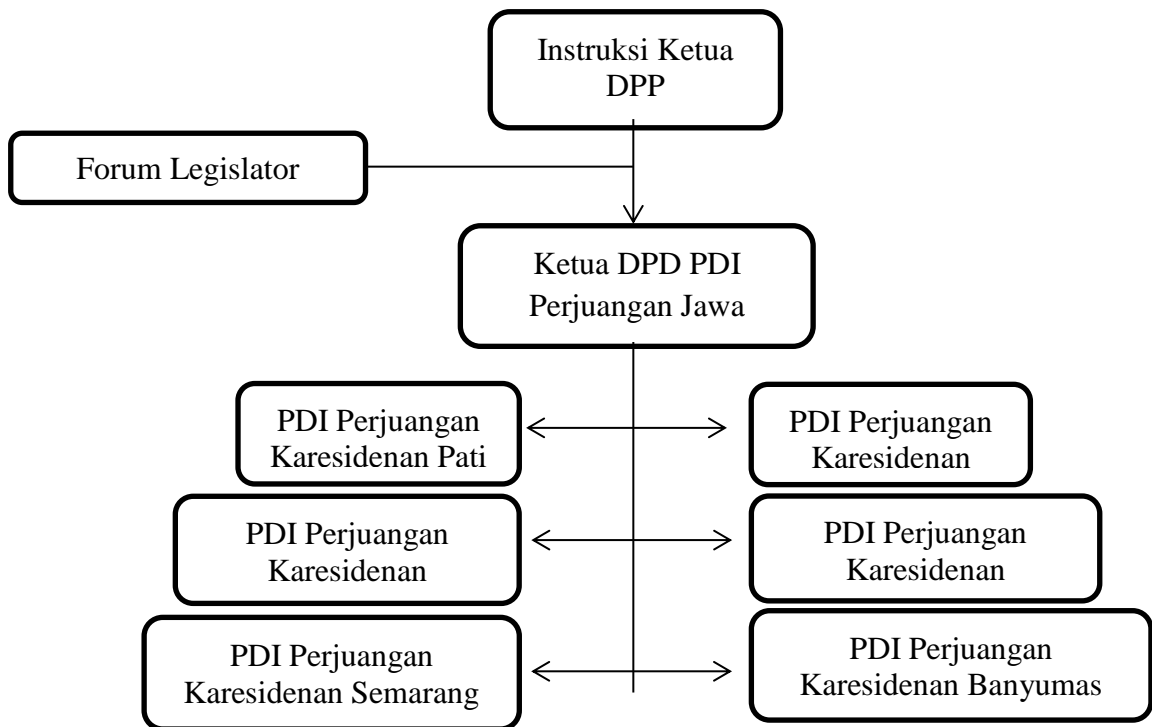 Instruksi Ketua
DPP
Forum Legislator
Ketua DPD PDI
Perjuangan Jawa
PDI Perjuangan
Karesidenan Pati
PDI Perjuangan
Karesidenan
PDI Perjuangan
Karesidenan
PDI Perjuangan
Karesidenan
PDI Perjuangan
Karesidenan Semarang
PDI Perjuangan
Karesidenan Banyumas